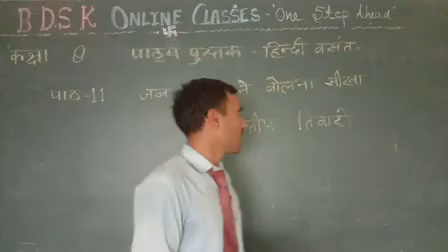 BDSK ONLINE CLASSES - "One Step Ahead"
कक्षा 8 पाठ्य पुस्तक - हिन्दी वसंत -
पाठ-11 जब ने बोलना सीखा
तिवारी